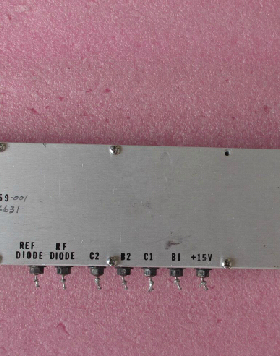 REF RF
DIODE DIODE C2 B2 C1 B1 +15V